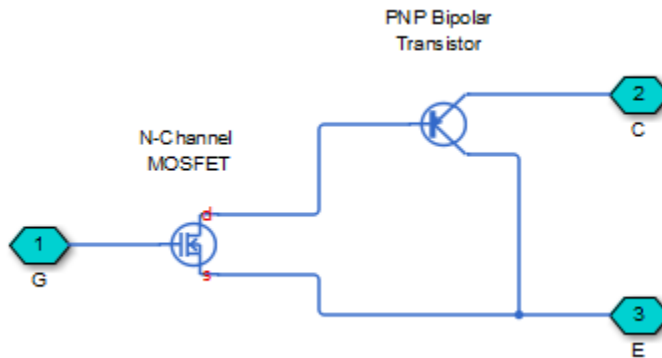 PNP Bipolar
Transistor
2
C
N-Channel
MOSFET
d
1
G
s
3
E